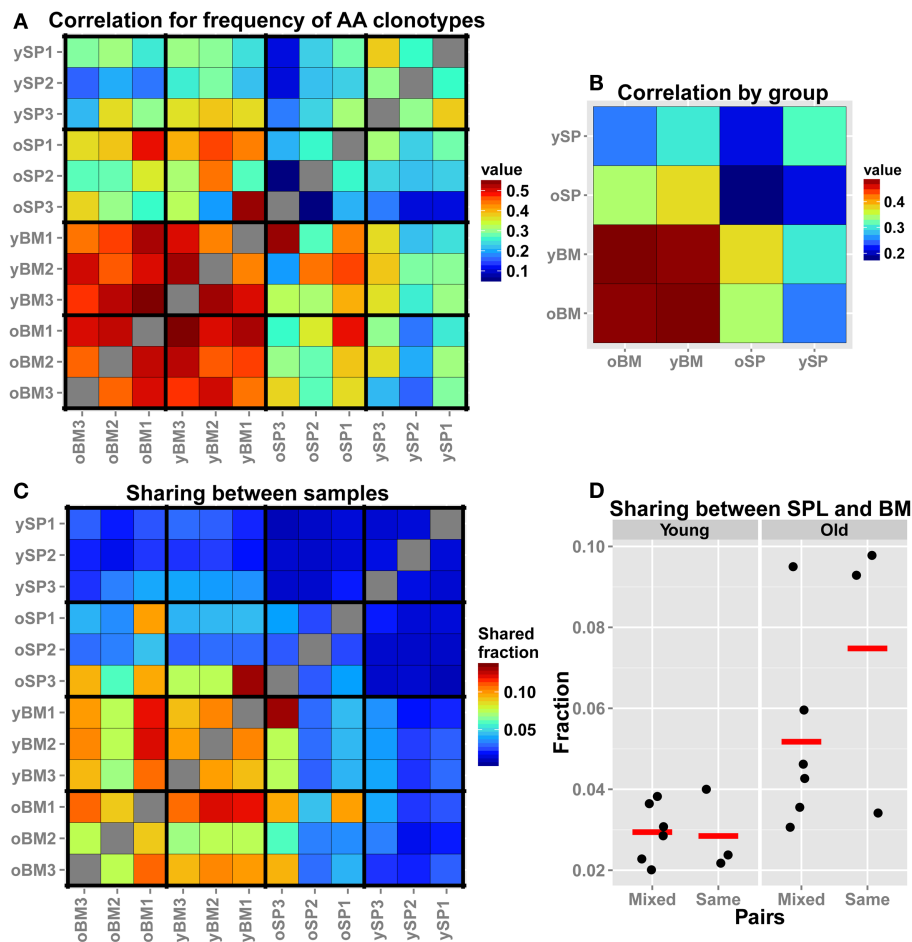 A
Correlation for frequency of AA clonotypes
ySP1
ySP2
ySP3
oSP1
oSP2
oSP3
yBM1
yBM2
yBM3
oBM1
oBM2
oBM3
oBM3
oBM2
oBM1
yBM3
yBM2
yBM1
oSP3
oSP2
oSP1
ySP3
ySP2
ySP1
value
0.5
0.4
0.3
0.2
0.1
B
Correlation by group
ySP
oSP
yBM
oBM
oBM yBM oSP ySP
value
0.4
0.3
0.2
C
Sharing between samples
ySP1
ySP2
ySP3
oSP1
oSP2
oSP3
yBM1
yBM2
yBM3
oBM1
oBM2
oBM3
oBM3
oBM2
oBM1
yBM3
yBM2
yBM1
oSP3
oSP2
oSP1
ySP3
ySP2
ySP1
Shared
fraction
0.10
0.05
D
Sharing between SPL and BM
Young Old
0.10
0.08
0.06
0.04
0.02
Fraction
Mixed Same Mixed Same
Pairs